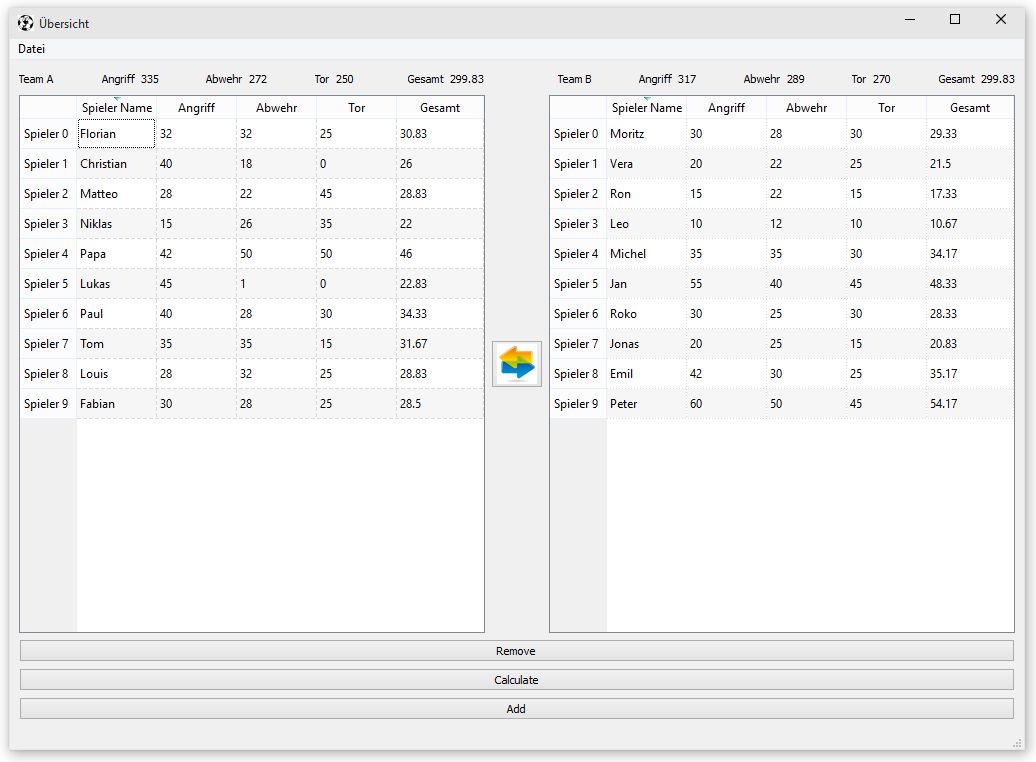 Übersicht
Datei
Team A Angriff 335 Abwehr 272 Tor 250 Gesamt 299.83 Team B Angriff 317 Abwehr 289 Tor 270 Gesamt 299.83
Spieler Name Angriff Abwehr Tor Gesamt Spieler Name Angriff Abwehr Tor Gesamt
Spieler 0 Florian 32 32 25 30.83 Spieler 0 Moritz 30 28 30 29.33
Spieler 1 Christian 40 18 0 26 Spieler 1 Vera 20 22 25 21.5
Spieler 2 Matteo 28 22 45 28.83 Spieler 2 Ron 15 22 15 17.33
Spieler 3 Niklas 15 26 35 22 Spieler 3 Leo 10 12 10 10.67
Spieler 4 Papa 42 50 50 46 Spieler 4 Michel 35 35 30 34.17
Spieler 5 Lukas 45 1 0 22.83 Spieler 5 Jan 55 40 45 48.33
Spieler 6 Paul 40 28 30 34.33 Spieler 6 Roko 30 25 30 28.33
Spieler 7 Tom 35 35 15 31.67 Spieler 7 Jonas 20 25 15 20.83
Spieler 8 Louis 28 32 25 28.83 Spieler 8 Emil 42 30 25 35.17
Spieler 9 Fabian 30 28 25 28.5 Spieler 9 Peter 60 50 45 54.17
Remove
Calculate
Add